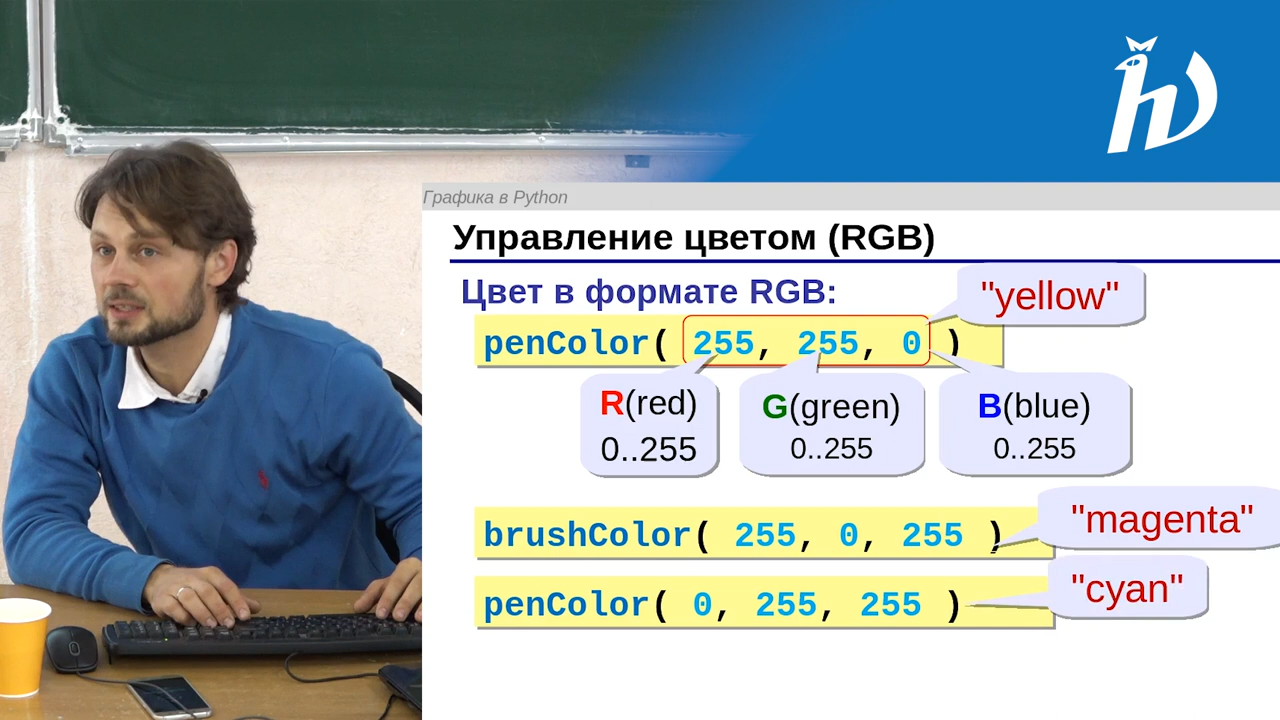 Графика в Python
Управление цветом (RGB)
Цвет в формате RGB:
"yellow"
penColor( 255, 255, 0 )
R(red)
0..255
G(green)
0..255
B(blue)
0..255
brushColor( 255, 0, 255 )
"magenta"
penColor( 0, 255, 255 )
"cyan"